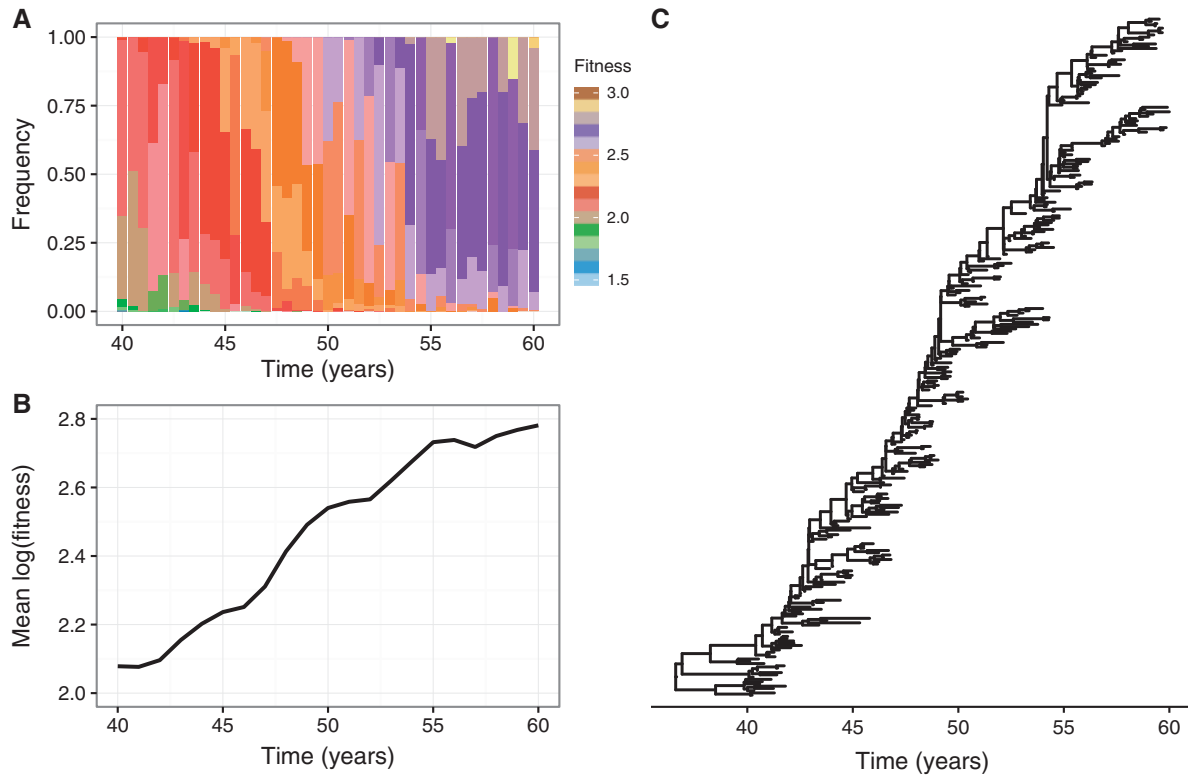 A
Frequency
1.00
0.75
0.50
0.25
0.00
40 45 50 55 60
Time (years)
Fitness
3.0
2.5
2.0
1.5
B
Mean log(fitness)
2.8
2.6
2.4
2.2
2.0
40 45 50 55 60
Time (years)
C
40 45 50 55 60
Time (years)